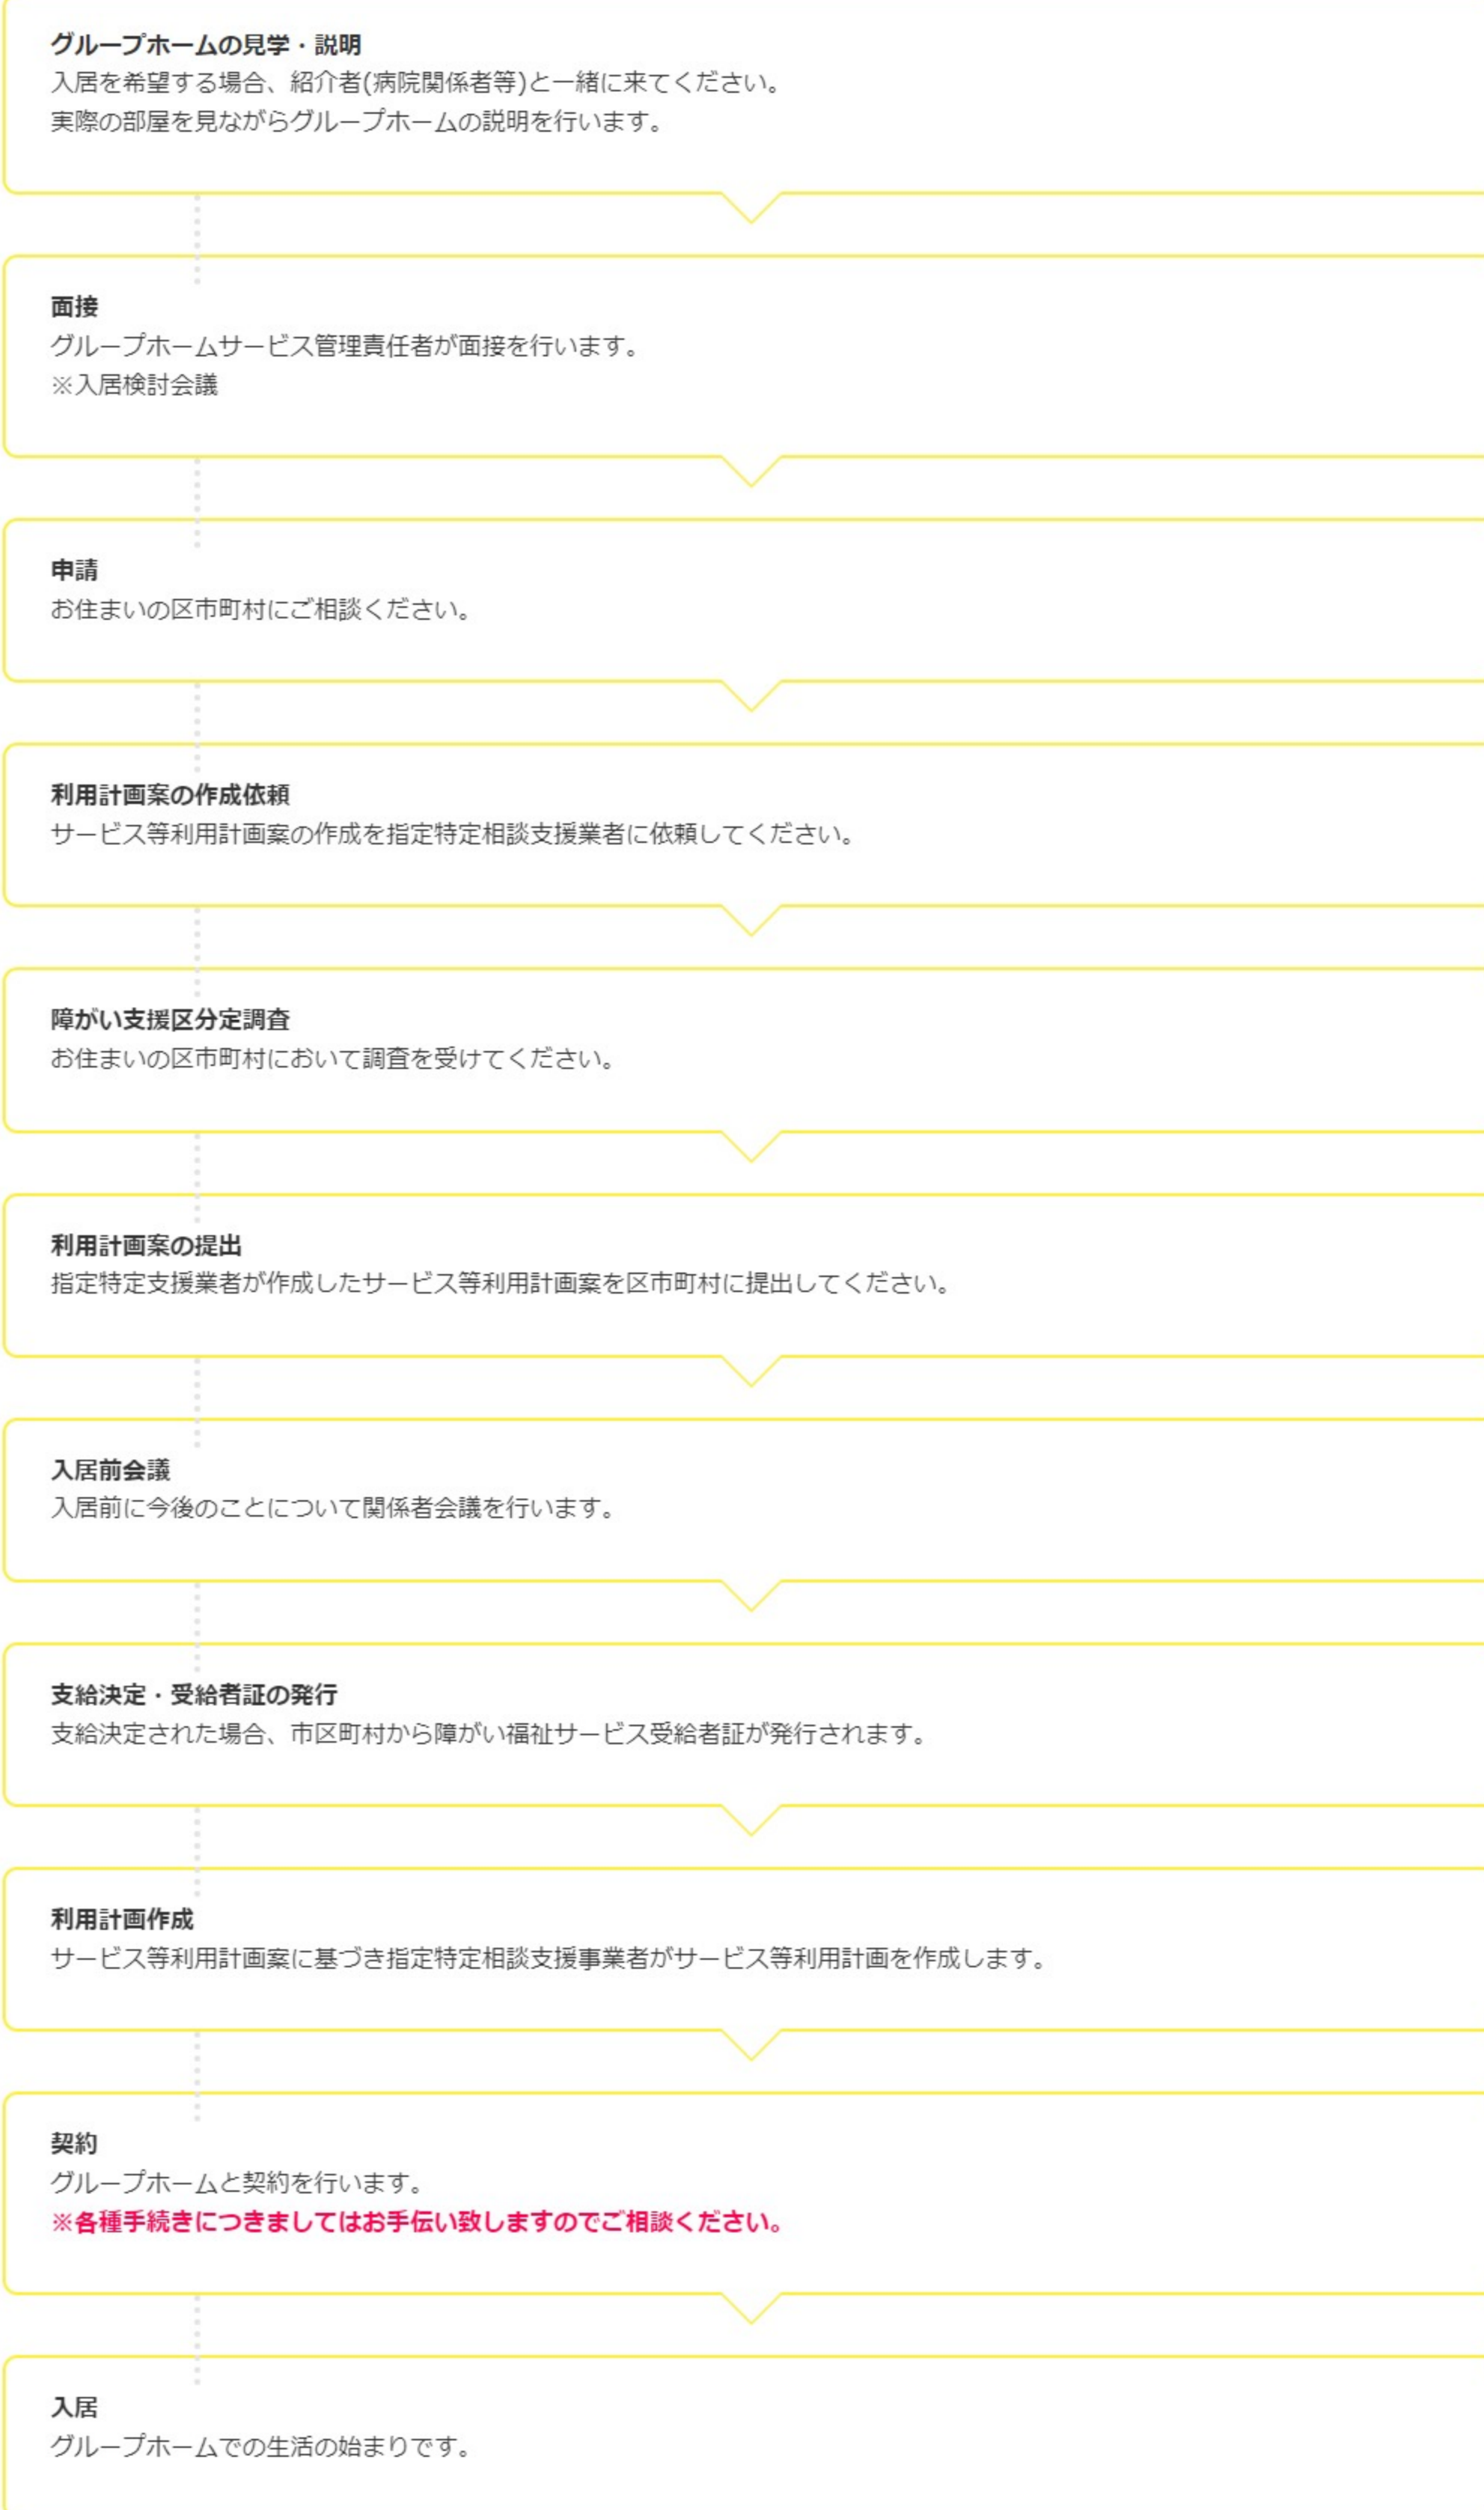 グループホームの見学・説明
入居を希望する場合、紹介者(病院関係者等)と一緒に来てください。
実際の部屋を見ながらグループホームの説明を行います。
面接
グループホームサービス管理責任者が面接を行います。
※入居検討会議
申請
お住まいの区市町村にご相談ください。
利用計画案の作成依頼
サービス等利用計画案の作成を指定特定相談支援業者に依頼してください。
障がい支援区分定調査
お住まいの区市町村において調査を受けてください。
利用計画案の提出
指定特定支援業者が作成したサービス等利用計画案を区市町村に提出してください。
入居前会議
入居前に今後のことについて関係者会議を行います。
支給決定・受給者証の発行
支給決定された場合、市区町村から障がい福祉サービス受給者証が発行されます。
利用計画作成
サービス等利用計画案に基づき指定特定相談支援事業者がサービス等利用計画を作成します。
契約
グループホームと契約を行います。
※各種手続きにつきましてはお手伝い致しますのでご相談ください。
入居
グループホームでの生活の始まりです。